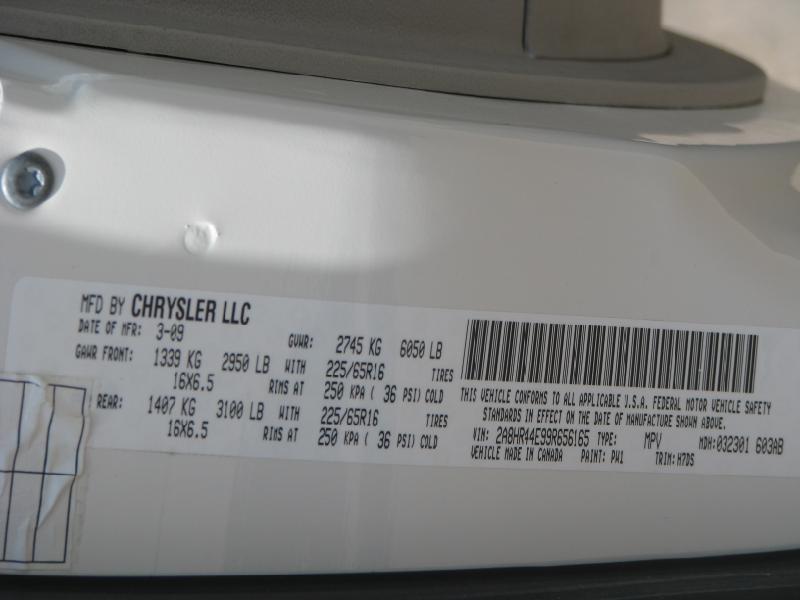 MFD BY CHRYSLER LLC
DATE OF MFR: 3-09 GVWR: 2745 KG 6050 LB
GAWR FRONT: 1339 KG 2950 LB WITH 225/65R16 TIRES
16X6.5 RIMS AT 250 KPA ( 36 PSI) COLD
REAR: 1407 KG 3100 LB WITH 225/65R16 TIRES
16X6.5 RIMS AT 250 KPA ( 36 PSI) COLD
THIS VEHICLE CONFORMS TO ALL APPLICABLE U.S.A. FEDERAL MOTOR VEHICLE SAFETY
STANDARDS IN EFFECT ON THE DATE OF MANUFACTURE SHOWN ABOVE.
VIN: 2A8HR44E99R656165 TYPE: MPV MDH:032301 603AB
VEHICLE MADE IN CANADA PAINT: PW1 TRIM:H7DS